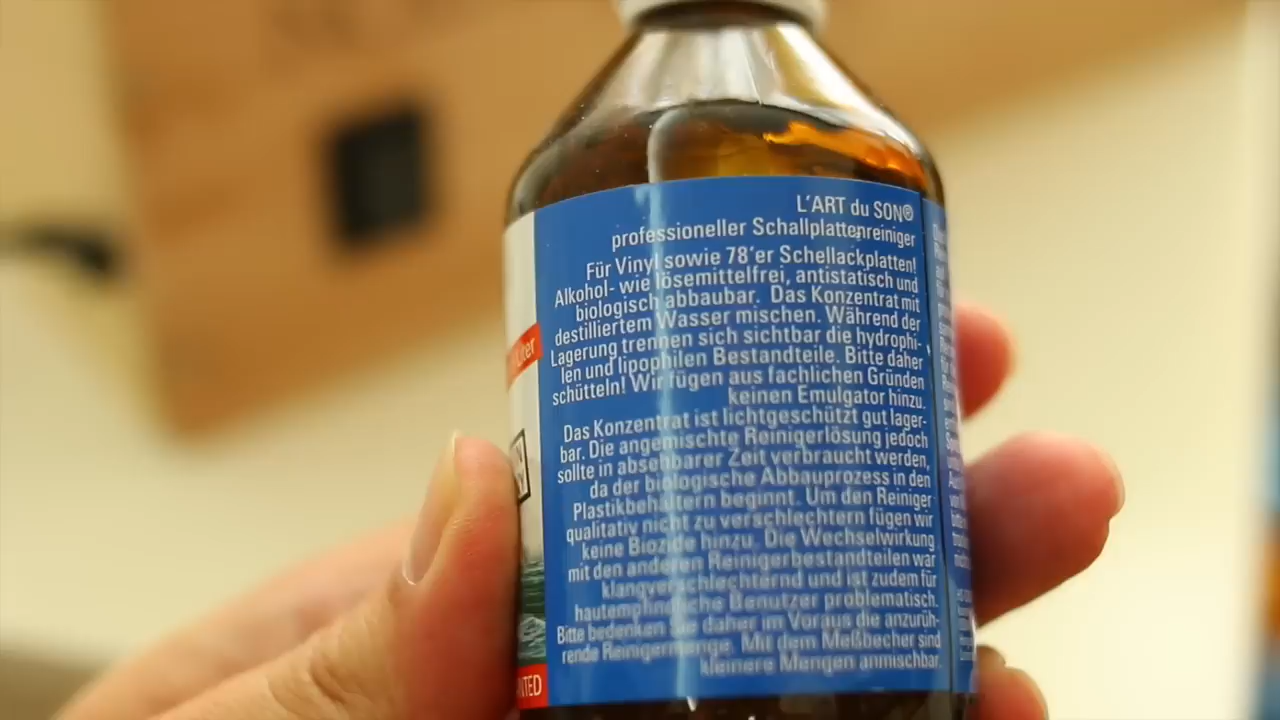 L'ART du SON®
professioneller Schallplattenreiniger
Für Vinyl sowie 78'er Schellackplatten!
Alkohol- wie lösemittelfrei, antistatisch und
biologisch abbaubar. Das Konzentrat mit
destilliertem Wasser mischen. Während der
Lagerung trennen sich sichtbar die hydrophi-
len und lipophilen Bestandteile. Bitte daher
schütteln! Wir fügen aus fachlichen Gründen
keinen Emulgator hinzu.
Das Konzentrat ist lichtgeschützt gut lager-
bar. Die angemischte Reinigerlösung jedoch
sollte in absehbarer Zeit verbraucht werden,
da der biologische Abbauprozess in den
Plastikbehältern beginnt. Um den Reiniger
qualitativ nicht zu verschlechtern fügen wir
keine Biozide hinzu. Die Wechselwirkung
mit den anderen Reinigerbestandteilen war
klangverschlechternd und ist zudem für
hautempfindliche Benutzer problematisch.
Bitte bedenken Sie daher im Voraus die anzurüh-
rende Reinigermenge. Mit dem Meßbecher sind
kleinere Mengen anmischbar.